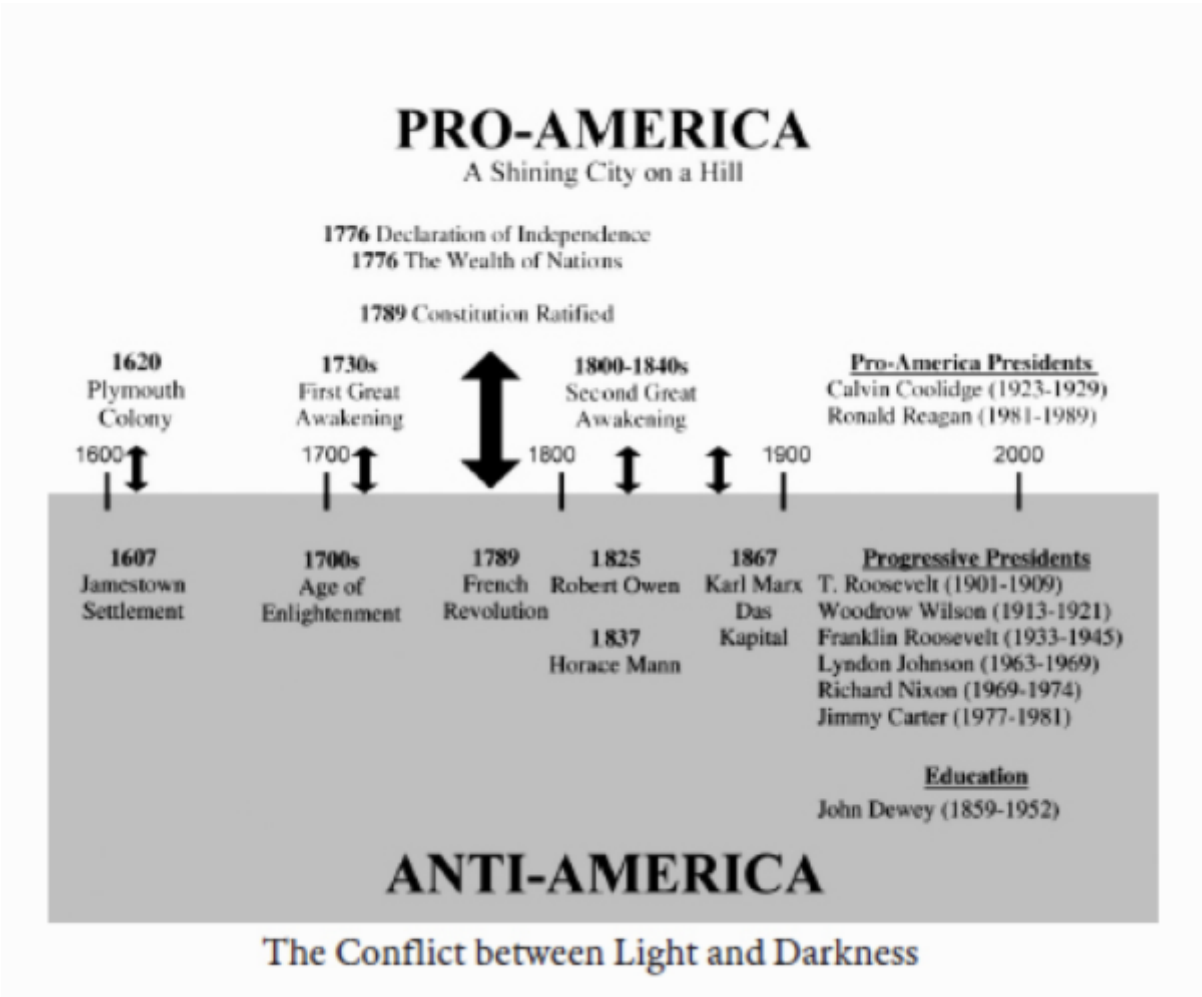 PRO-AMERICA
A Shining City on a Hill
1776 Declaration of Independence
1776 The Wealth of Nations
1789 Constitution Ratified
1620
Plymouth
Colony
1730s
First Great
Awakening
1800-1840s
Second Great
Awakening
Pro-America Presidents
Calvin Coolidge (1923-1929)
Ronald Reagan (1981-1989)
1600
1700
1800
1900
2000
1607
Jamestown
Settlement
1700s
Age of
Enlightenment
1789
French
Revolution
1825
Robert Owen
1837
Horace Mann
1867
Karl Marx
Das
Kapital
Progressive Presidents
T. Roosevelt (1901-1909)
Woodrow Wilson (1913-1921)
Franklin Roosevelt (1933-1945)
Lyndon Johnson (1963-1969)
Richard Nixon (1969-1974)
Jimmy Carter (1977-1981)
Education
John Dewey (1859-1952)
ANTI-AMERICA
The Conflict between Light and Darkness